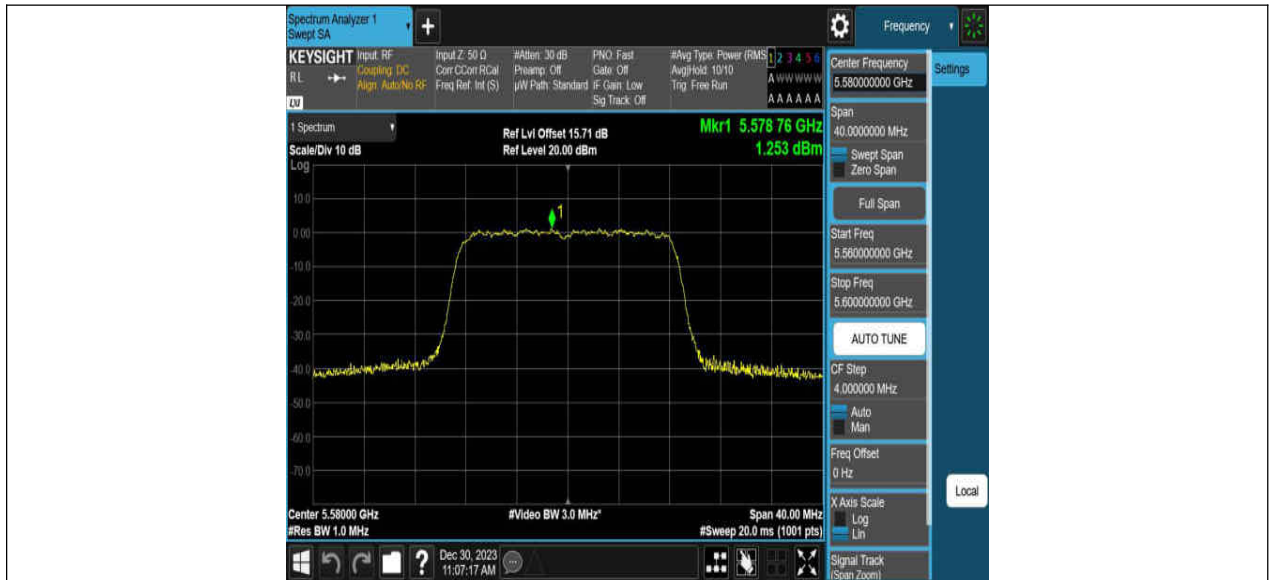 Spectrum Analyzer 1
Swept SA
+
Frequency
KEYSIGHT
RL
LXI
Input: RF
Coupling: DC
Align: Auto/No RF
Input Z: 50 Ω
Corr CCorr RCal
Freq Ref: Int (S)
#Atten: 30 dB
Preamp: Off
µW Path: Standard
PNO: Fast
Gate: Off
IF Gain: Low
Sig Track: Off
#Avg Type: Power (RMS
Avg|Hold: 10/10
Trig: Free Run
1 2 3 4 5 6
A W W W W W
A A A A A A
1 Spectrum
Scale/Div 10 dB
Log
Ref Lvl Offset 15.71 dB
Ref Level 20.00 dBm
Mkr1 5.578 76 GHz
1.253 dBm
1
10.0
0.00
-10.0
-20.0
-30.0
-40.0
-50.0
-60.0
-70.0
Center 5.58000 GHz
#Res BW 1.0 MHz
#Video BW 3.0 MHz*
Span 40.00 MHz
#Sweep 20.0 ms (1001 pts)
?
Dec 30, 2023
11:07:17 AM
Center Frequency
5.580000000 GHz
Settings
Span
40.0000000 MHz
Swept Span
Zero Span
Full Span
Start Freq
5.560000000 GHz
Stop Freq
5.600000000 GHz
AUTO TUNE
CF Step
4.000000 MHz
Auto
Man
Freq Offset
0 Hz
X Axis Scale
Log
Lin
Local
Signal Track
(Span Zoom)